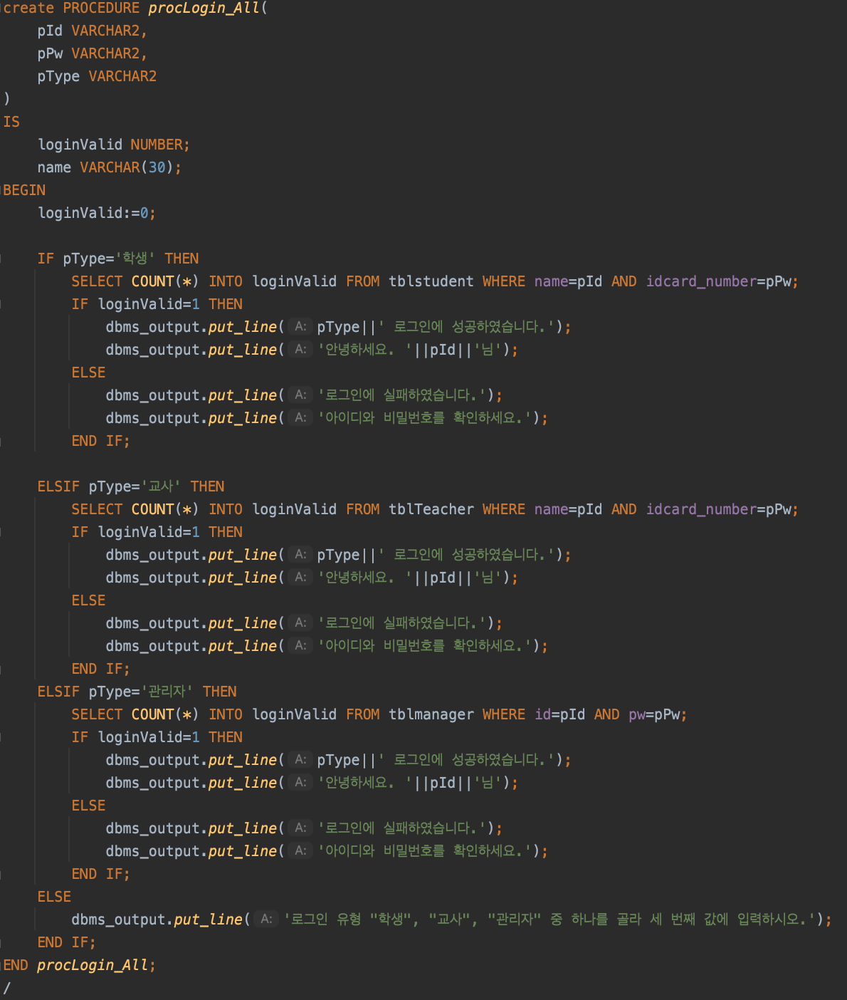 create PROCEDURE procLogin_All(
    pId VARCHAR2,
    pPw VARCHAR2,
    pType VARCHAR2
)
IS
    loginValid NUMBER;
    name VARCHAR(30);
BEGIN
    loginValid:=0;

    IF pType='학생' THEN
        SELECT COUNT(*) INTO loginValid FROM tblstudent WHERE name=pId AND idcard_number=pPw;
        IF loginValid=1 THEN
            dbms_output.put_line( A: pType||' 로그인에 성공하였습니다.');
            dbms_output.put_line( A: '안녕하세요. '||pId||'님');
        ELSE
            dbms_output.put_line( A: '로그인에 실패하였습니다.');
            dbms_output.put_line( A: '아이디와 비밀번호를 확인하세요.');
        END IF;

    ELSIF pType='교사' THEN
        SELECT COUNT(*) INTO loginValid FROM tblTeacher WHERE name=pId AND idcard_number=pPw;
        IF loginValid=1 THEN
            dbms_output.put_line( A: pType||' 로그인에 성공하였습니다.');
            dbms_output.put_line( A: '안녕하세요. '||pId||'님');
        ELSE
            dbms_output.put_line( A: '로그인에 실패하였습니다.');
            dbms_output.put_line( A: '아이디와 비밀번호를 확인하세요.');
        END IF;
    ELSIF pType='관리자' THEN
        SELECT COUNT(*) INTO loginValid FROM tblmanager WHERE id=pId AND pw=pPw;
        IF loginValid=1 THEN
            dbms_output.put_line( A: pType||' 로그인에 성공하였습니다.');
            dbms_output.put_line( A: '안녕하세요. '||pId||'님');
        ELSE
            dbms_output.put_line( A: '로그인에 실패하였습니다.');
            dbms_output.put_line( A: '아이디와 비밀번호를 확인하세요.');
        END IF;
    ELSE
        dbms_output.put_line( A: '로그인 유형 "학생", "교사", "관리자" 중 하나를 골라 세 번째 값에 입력하시오.');
    END IF;
END procLogin_All;
/